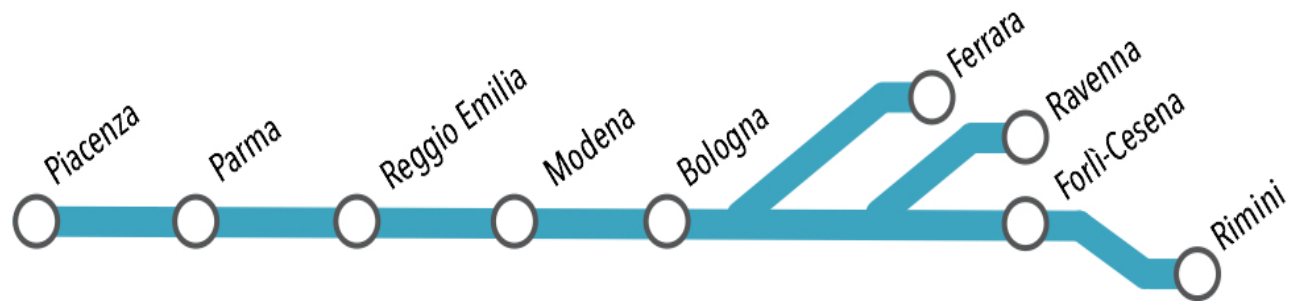 Piacenza
Parma
Reggio Emilia
Modena
Bologna
Ferrara
Ravenna
Forlì-Cesena
Rimini